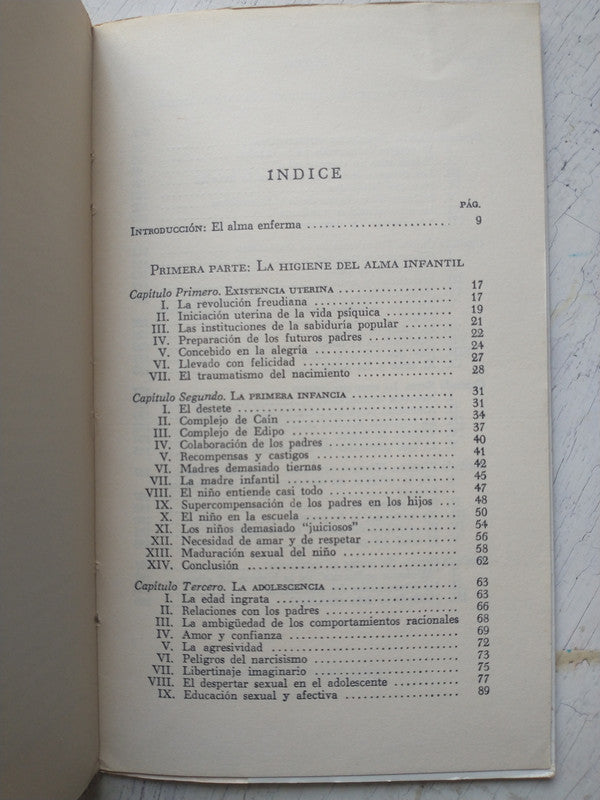 INDICE
PÁG.
INTRODUCCIÓN: El alma enferma ........................ 9
PRIMERA PARTE: LA HIGIENE DEL ALMA INFANTIL
Capítulo Primero. EXISTENCIA UTERINA ................... 17
I. La revolución freudiana ........................ 17
II. Iniciación uterina de la vida psíquica ........... 19
III. Las instituciones de la sabiduría popular ......... 21
IV. Preparación de los futuros padres ............... 22
V. Concebido en la alegría ........................ 24
VI. Llevado con felicidad .......................... 27
VII. El traumatismo del nacimiento ................ 28
Capítulo Segundo. LA PRIMERA INFANCIA .................. 31
I. El destete ................................... 31
II. Complejo de Caín ............................ 34
III. Complejo de Edipo ........................... 37
IV. Colaboración de los padres ..................... 40
V. Recompensas y castigos ........................ 41
VI. Madres demasiado tiernas ...................... 42
VII. La madre infantil ............................ 45
VIII. El niño entiende casi todo ..................... 47
IX. Supercompensación de los padres en los hijos ... 48
X. El niño en la escuela .......................... 50
XI. Los niños demasiado "juiciosos" ................ 54
XII. Necesidad de amar y de respetar ................ 56
XIII. Maduración sexual del niño .................... 58
XIV. Conclusión .................................. 62
Capítulo Tercero. LA ADOLESCENCIA ...................... 63
I. La edad ingrata .............................. 63
II. Relaciones con los padres ...................... 66
III. La ambigüedad de los comportamientos racionales 68
IV. Amor y confianza ............................ 69
V. La agresividad ............................... 72
VI. Peligros del narcisismo ........................ 73
VII. Libertinaje imaginario ........................ 75
VIII. El despertar sexual en el adolescente ........... 77
IX. Educación sexual y afectiva .................... 89